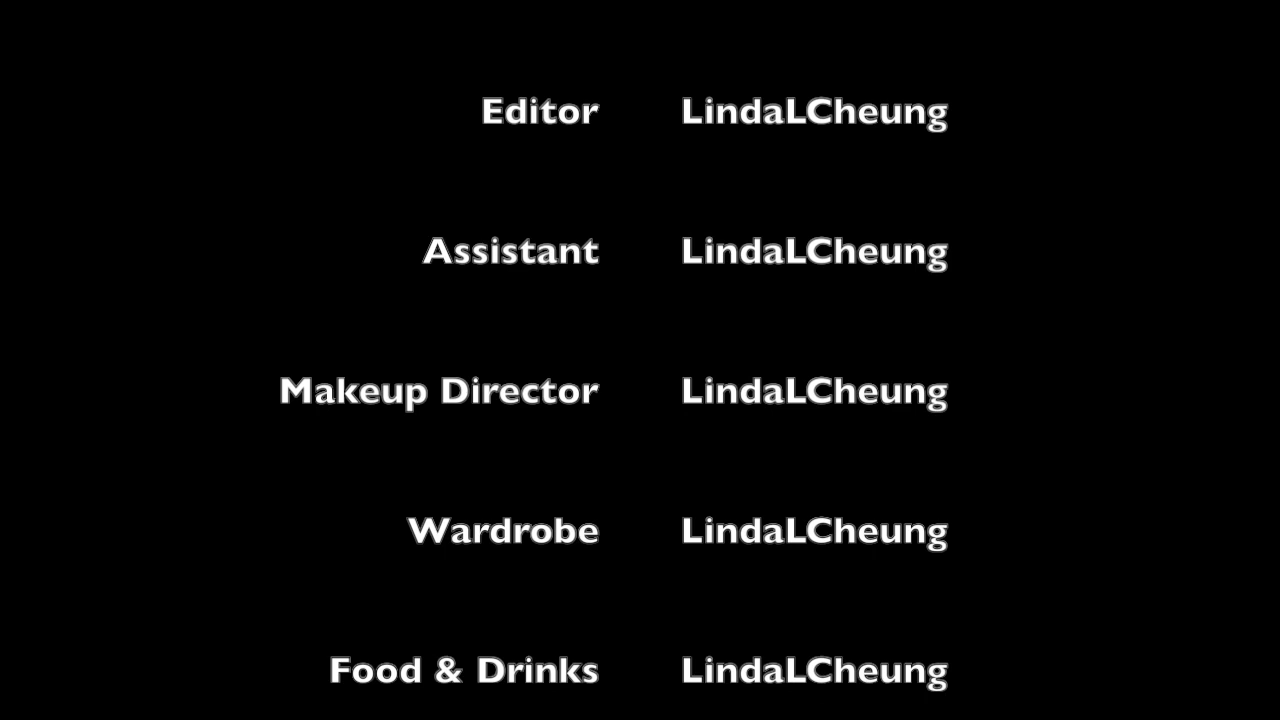 Editor LindaLCheung
Assistant LindaLCheung
Makeup Director LindaLCheung
Wardrobe LindaLCheung
Food & Drinks LindaLCheung